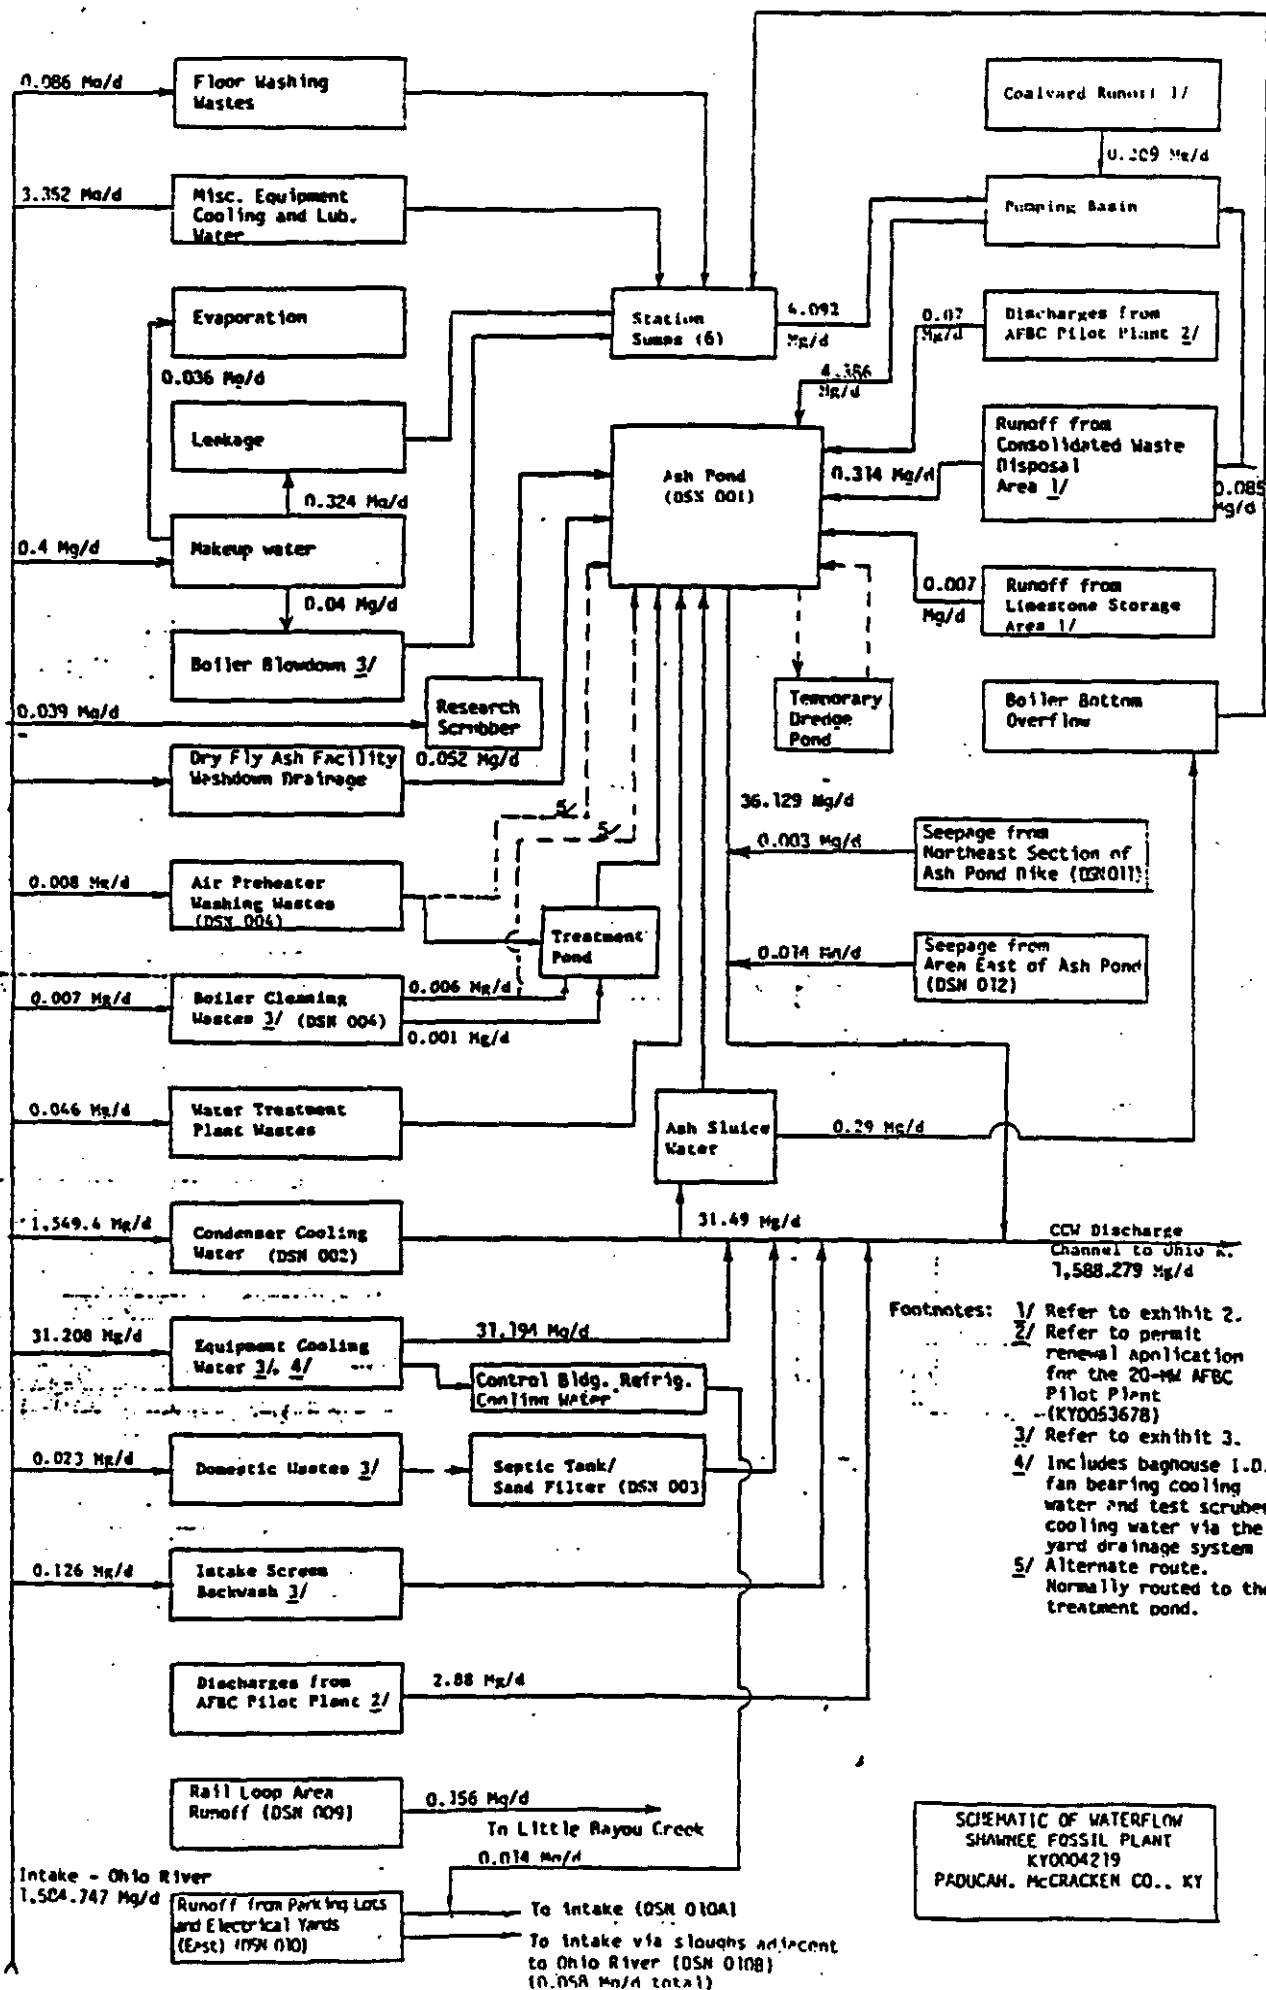 0.086 Mg/d
Floor Washing
Wastes
3.352 Mg/d
Misc. Equipment
Cooling and Lub.
Water
Evaporation
0.036 Mg/d
Leakage
0.324 Mg/d
0.4 Mg/d
Makeup water
0.04 Mg/d
Boiler Blowdown 3/
0.039 Mg/d
Research
Scrubber
Dry Fly Ash Facility
Washdown Drainage
0.052 Mg/d
5/
5/
0.008 Mg/d
Air Preheater
Washing Wastes
(DSN 004)
Treatment
Pond
0.007 Mg/d
Boiler Cleaning
Wastes 3/ (DSN 004)
0.006 Mg/d
0.001 Mg/d
0.046 Mg/d
Water Treatment
Plant Wastes
1,549.4 Mg/d
Condenser Cooling
Water (DSN 002)
31.208 Mg/d
Equipment Cooling
Water 3/, 4/
31.194 Mg/d
Control Bldg. Refrig.
Cooling Water
0.023 Mg/d
Domestic Wastes 3/
Septic Tank/
Sand Filter (DSN 003)
0.126 Mg/d
Intake Screen
Backwash 3/
Discharges from
AFBC Pilot Plant 2/
2.88 Mg/d
Rail Loop Area
Runoff (DSN 009)
0.356 Mg/d
To Little Bayou Creek
0.014 Mg/d
Intake - Ohio River
Mg/d
Runoff from Parking Lots
and Electrical Yards
(East) (DSN 010)
To intake (DSN 010A)
To intake via sloughs adjacent
to Ohio River (DSN 010B)
(0.058 Mg/d total)
Station
Sumps (6)
Mg/d
Mg/d
Ash Pond
(DSN 001)
Temporary
Dredge
Pond
36.129 Mg/d
Ash Sluice
Water
0.29 Mg/d
31.49 Mg/d
Coalyard Runoff 1/
Mg/d
Pumping Basin
0.07
Mg/d
Discharges from
AFBC Pilot Plant 2/
0.314 Mg/d
Runoff from
Consolidated Waste
Disposal
Area 1/
0.085
Mg/d
0.007
Mg/d
Runoff from
Limestone Storage
Area 1/
Boiler Bottom
Overflow
0.003 Mg/d
Seepage from
Northeast Section of
Ash Pond Dike (DSN011)
0.014 Mg/d
Seepage from
Area East of Ash Pond
(DSN 012)
CCW Discharge
Channel to Ohio R.
1,588.279 Mg/d
Footnotes: 1/ Refer to exhibit 2.
2/ Refer to permit
renewal application
for the 20-MW AFBC
Pilot Plant
(KY0053678)
3/ Refer to exhibit 3.
4/ Includes baghouse I.D.
fan bearing cooling
water and test scrubber
cooling water via the
yard drainage system
5/ Alternate route.
Normally routed to the
treatment pond.
SCHEMATIC OF WATERFLOW
SHAWNEE FOSSIL PLANT
KY0004219
PADUCAH, McCRACKEN CO., KY